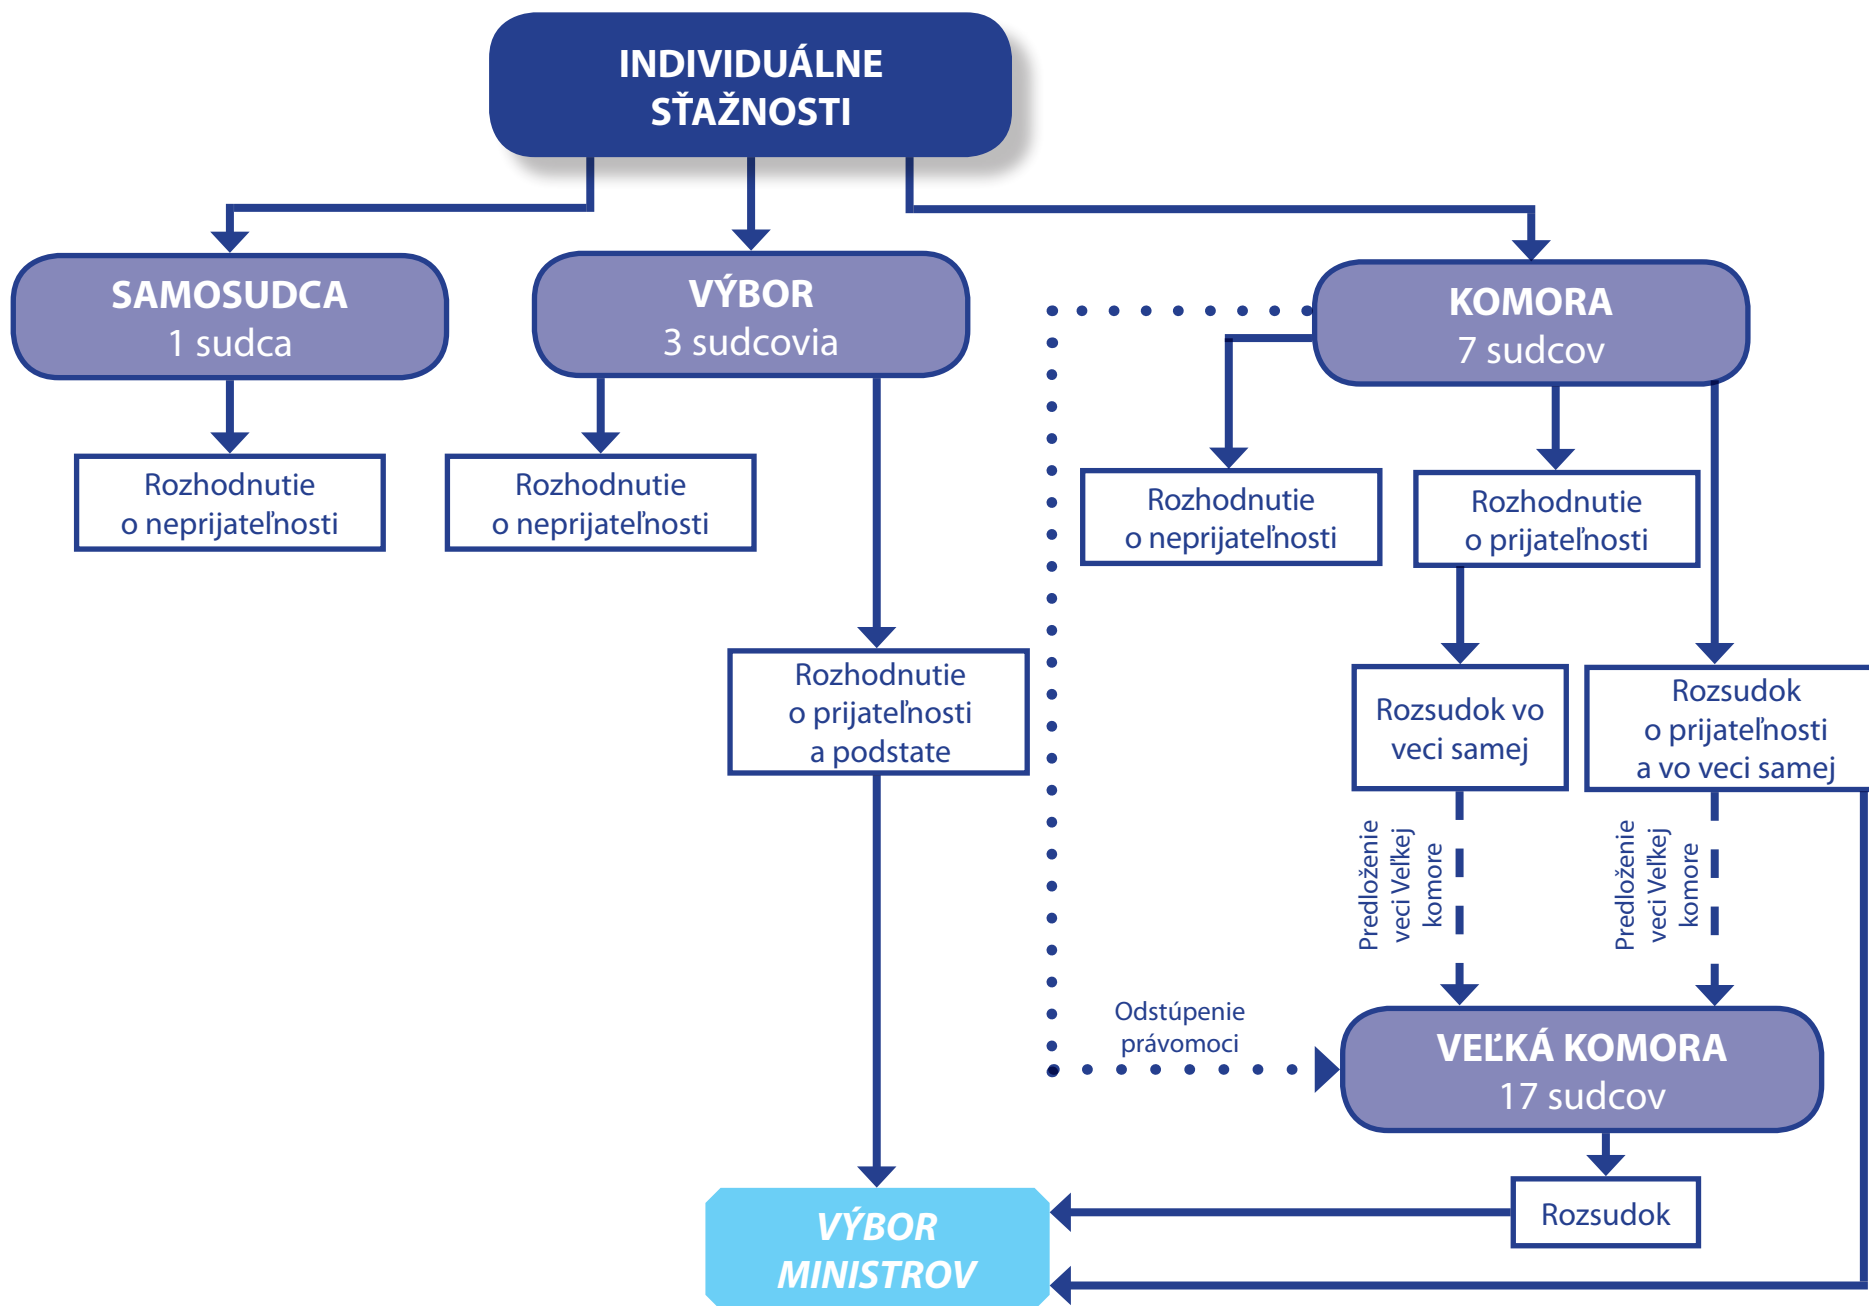 INDIVIDUÁLNE
SŤAŽNOSTI
SAMOSUDCA
1 sudca
VÝBOR
3 sudcovia
KOMORA
7 sudcov
Rozhodnutie
o neprijateľnosti
Rozhodnutie
o neprijateľnosti
Rozhodnutie
o neprijateľnosti
Rozhodnutie
o prijateľnosti
Rozhodnutie
o prijateľnosti
a podstate
Rozsudok vo
veci samej
Rozsudok
o prijateľnosti
a vo veci samej
Predloženie
veci Veľkej
komore
Predloženie
veci Veľkej
komore
Odstúpenie
právomoci
VEĽKÁ KOMORA
17 sudcov
Rozsudok
VÝBOR
MINISTROV